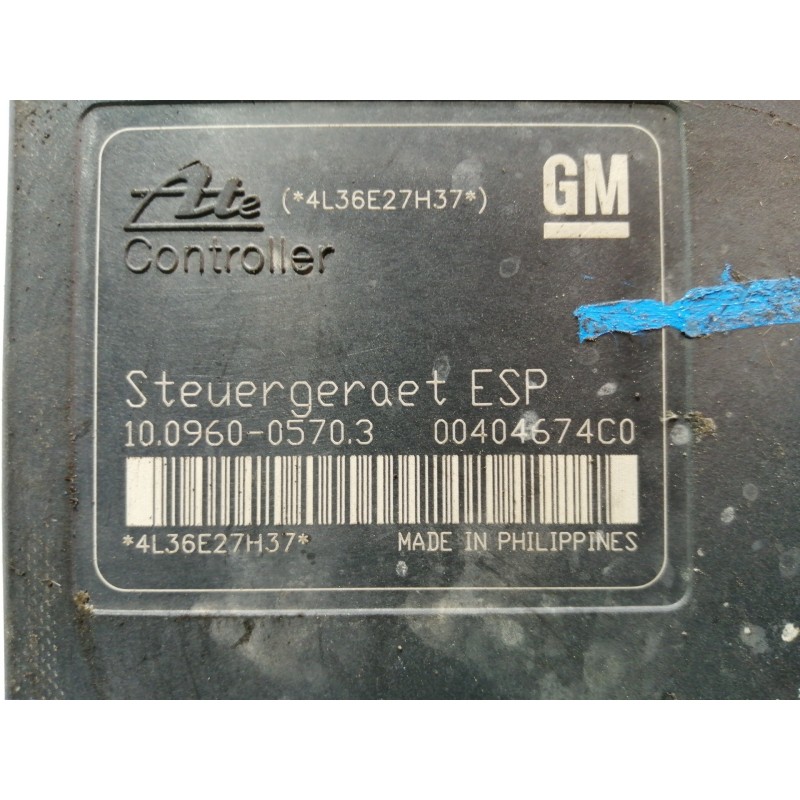 Ate (*4L36E27H37*) GM
Controller
Steuergeraet ESP
10.0960-0570.3 00404674C0
*4L36E27H37* MADE IN PHILIPPINES